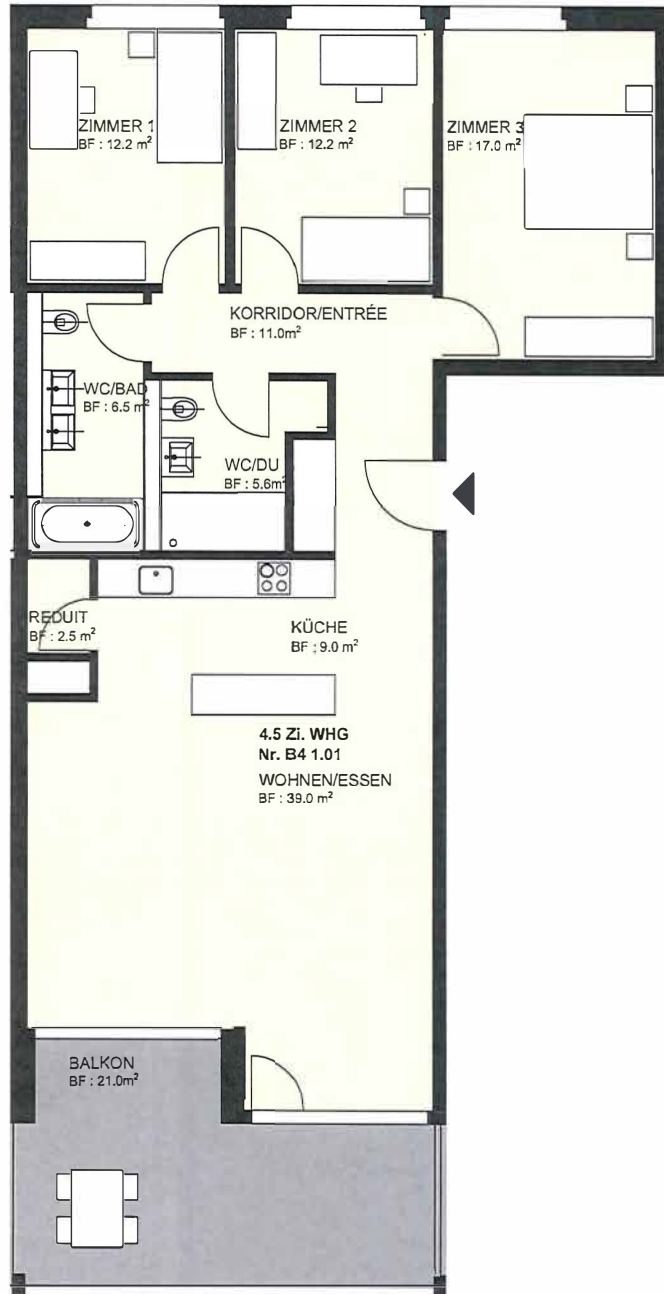 ZIMMER 1
BF : 12.2 m²
ZIMMER 2
BF : 12.2 m²
ZIMMER 3
BF : 17.0 m²
KORRIDOR/ENTRÉE
BF : 11.0m²
WC/BAD
BF : 6.5 m²
WC/DU
BF : 5.6m²
REDUIT
BF : 2.5 m²
KÜCHE
BF : 9.0 m²
4.5 Zi. WHG
Nr. B4 1.01
WOHNEN/ESSEN
BF : 39.0 m²
BALKON
BF : 21.0m²